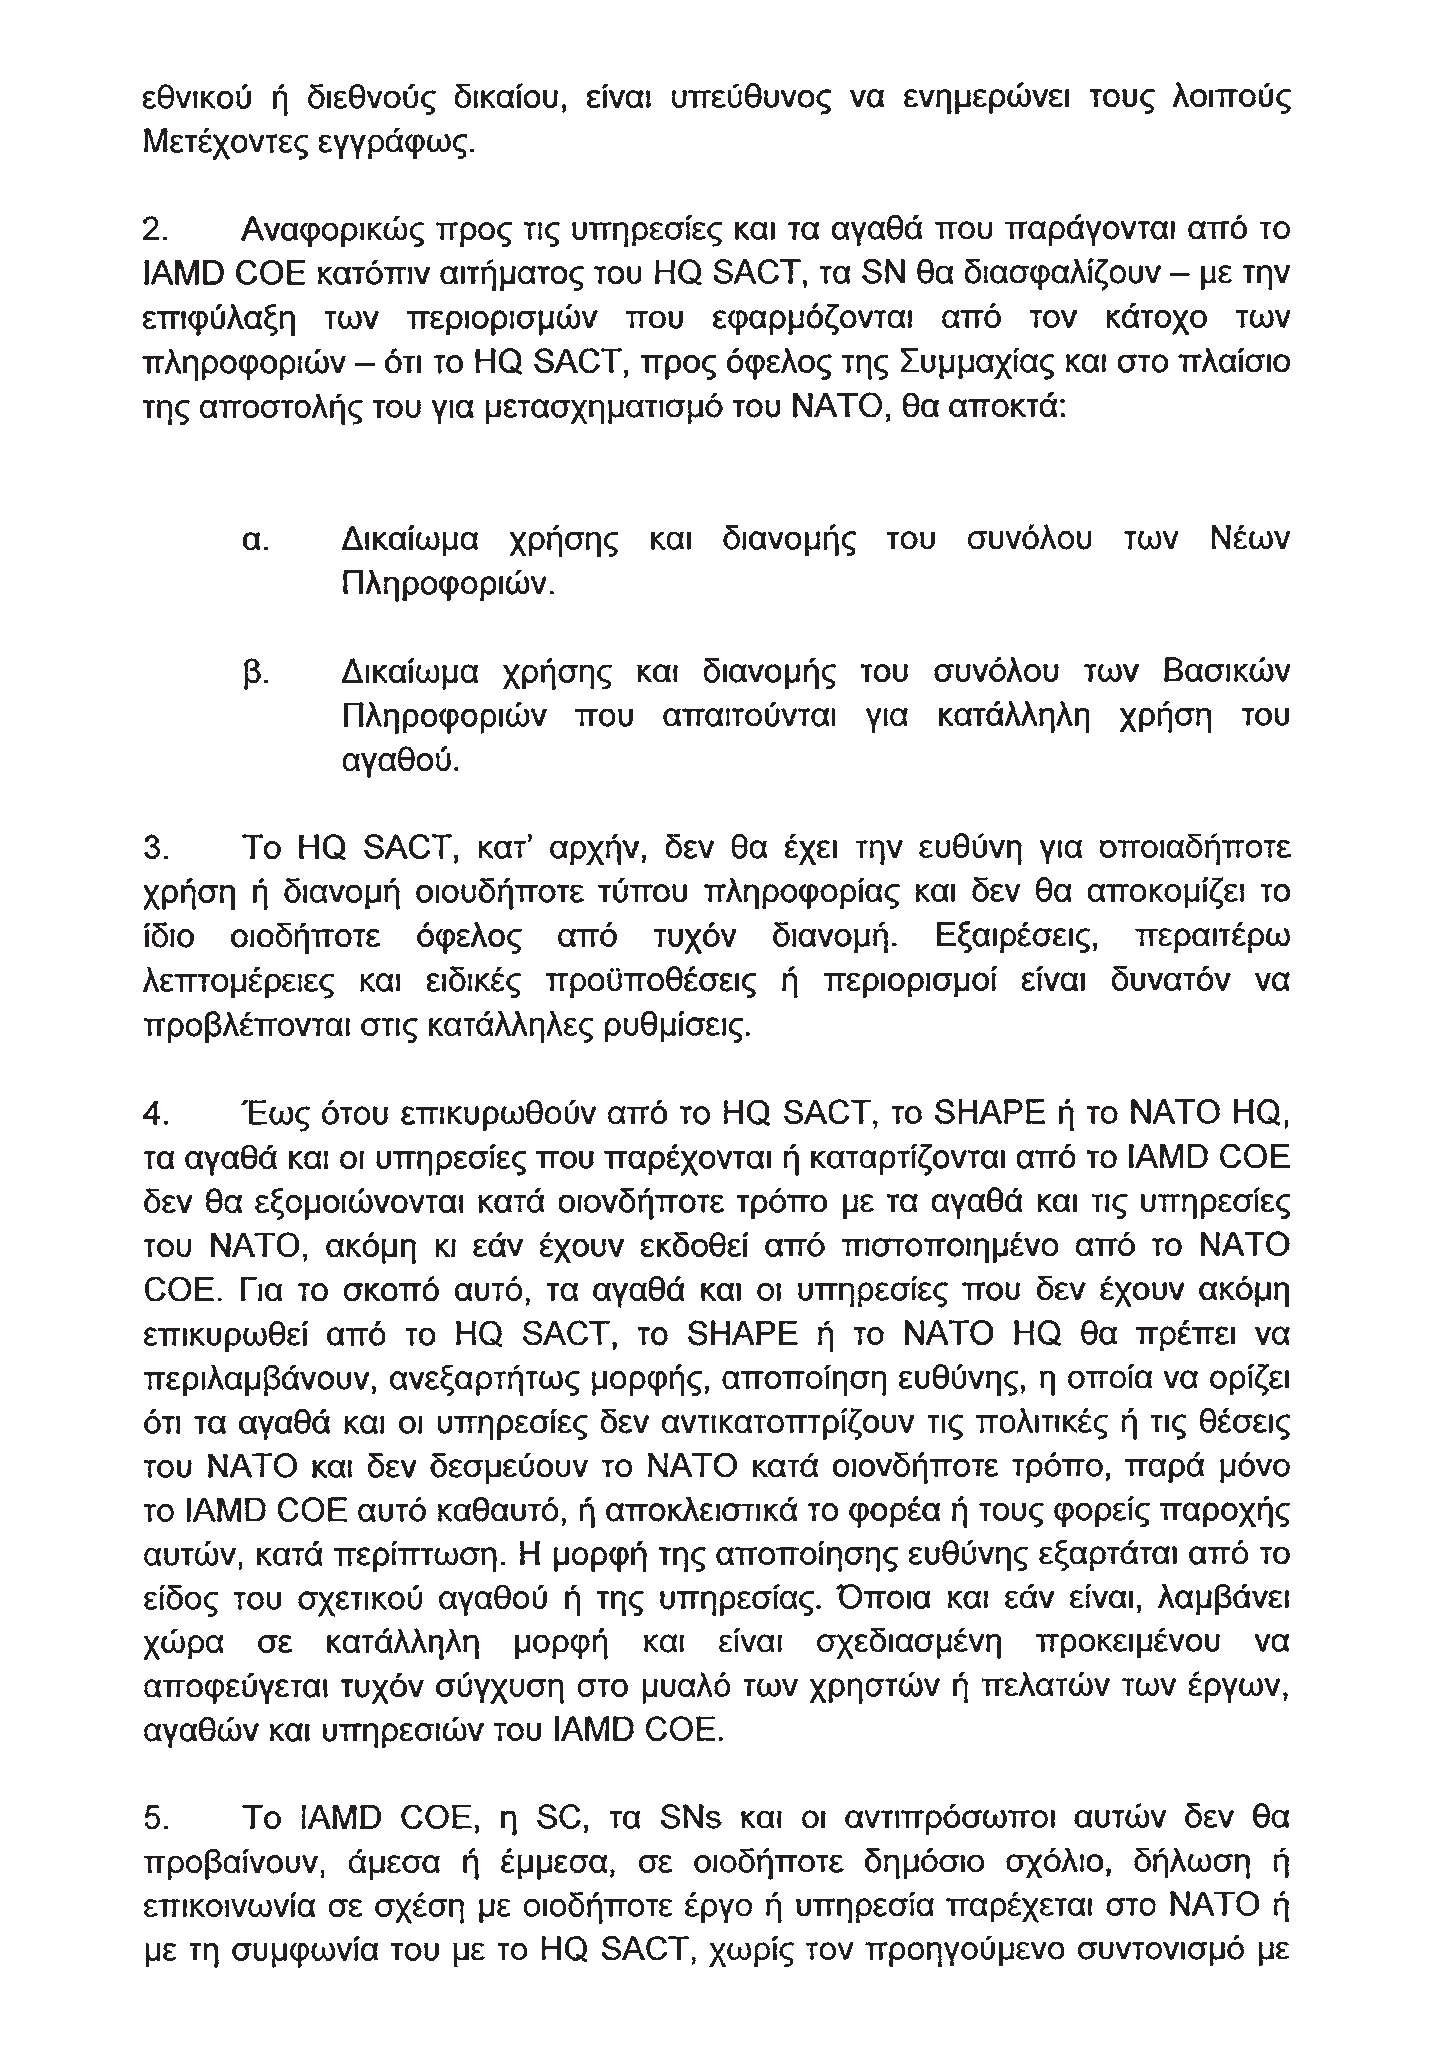 εθνικού ή διεθνούς δικαίου, είναι υπεύθυνος να ενημερώνει τους λοιπούς
Μετέχοντες εγγράφως.
2. Αναφορικώς προς τις υπηρεσίες και τα αγαθά που παράγονται από το
IAMD COE κατόπιν αιτήματος του HQ SACT, τα SN θα διασφαλίζουν – με την
επιφύλαξη των περιορισμών που εφαρμόζονται από τον κάτοχο των
πληροφοριών – ότι το HQ SACT, προς όφελος της Συμμαχίας και στο πλαίσιο
της αποστολής του για μετασχηματισμό του NATO, θα αποκτά:
α. Δικαίωμα χρήσης και διανομής του συνόλου των Νέων
Πληροφοριών.
β. Δικαίωμα χρήσης και διανομής του συνόλου των Βασικών
Πληροφοριών που απαιτούνται για κατάλληλη χρήση του
αγαθού.
3. Το HQ SACT, κατ’ αρχήν, δεν θα έχει την ευθύνη για οποιαδήποτε
χρήση ή διανομή οιουδήποτε τύπου πληροφορίας και δεν θα αποκομίζει το
ίδιο οιοδήποτε όφελος από τυχόν διανομή. Εξαιρέσεις, περαιτέρω
λεπτομέρειες και ειδικές προϋποθέσεις ή περιορισμοί είναι δυνατόν να
προβλέπονται στις κατάλληλες ρυθμίσεις.
4. Έως ότου επικυρωθούν από το HQ SACT, το SHAPE ή το NATO HQ,
τα αγαθά και οι υπηρεσίες που παρέχονται ή καταρτίζονται από το IAMD COE
δεν θα εξομοιώνονται κατά οιονδήποτε τρόπο με τα αγαθά και τις υπηρεσίες
του NATO, ακόμη κι εάν έχουν εκδοθεί από πιστοποιημένο από το NATO
COE. Για το σκοπό αυτό, τα αγαθά και οι υπηρεσίες που δεν έχουν ακόμη
επικυρωθεί από το HQ SACT, το SHAPE ή το NATO HQ θα πρέπει να
περιλαμβάνουν, ανεξαρτήτως μορφής, αποποίηση ευθύνης, η οποία να ορίζει
ότι τα αγαθά και οι υπηρεσίες δεν αντικατοπτρίζουν τις πολιτικές ή τις θέσεις
του NATO και δεν δεσμεύουν το NATO κατά οιονδήποτε τρόπο, παρά μόνο
το IAMD COE αυτό καθαυτό, ή αποκλειστικά το φορέα ή τους φορείς παροχής
αυτών, κατά περίπτωση. Η μορφή της αποποίησης ευθύνης εξαρτάται από το
είδος του σχετικού αγαθού ή της υπηρεσίας. Όποια και εάν είναι, λαμβάνει
χώρα σε κατάλληλη μορφή και είναι σχεδιασμένη προκειμένου να
αποφεύγεται τυχόν σύγχυση στο μυαλό των χρηστών ή πελατών των έργων,
αγαθών και υπηρεσιών του IAMD COE.
5. Το IAMD COE, η SC, τα SNs και οι αντιπρόσωποι αυτών δεν θα
προβαίνουν, άμεσα ή έμμεσα, σε οιοδήποτε δημόσιο σχόλιο, δήλωση ή
επικοινωνία σε σχέση με οιοδήποτε έργο ή υπηρεσία παρέχεται στο NATO ή
με τη συμφωνία του με το HQ SACT, χωρίς τον προηγούμενο συντονισμό με